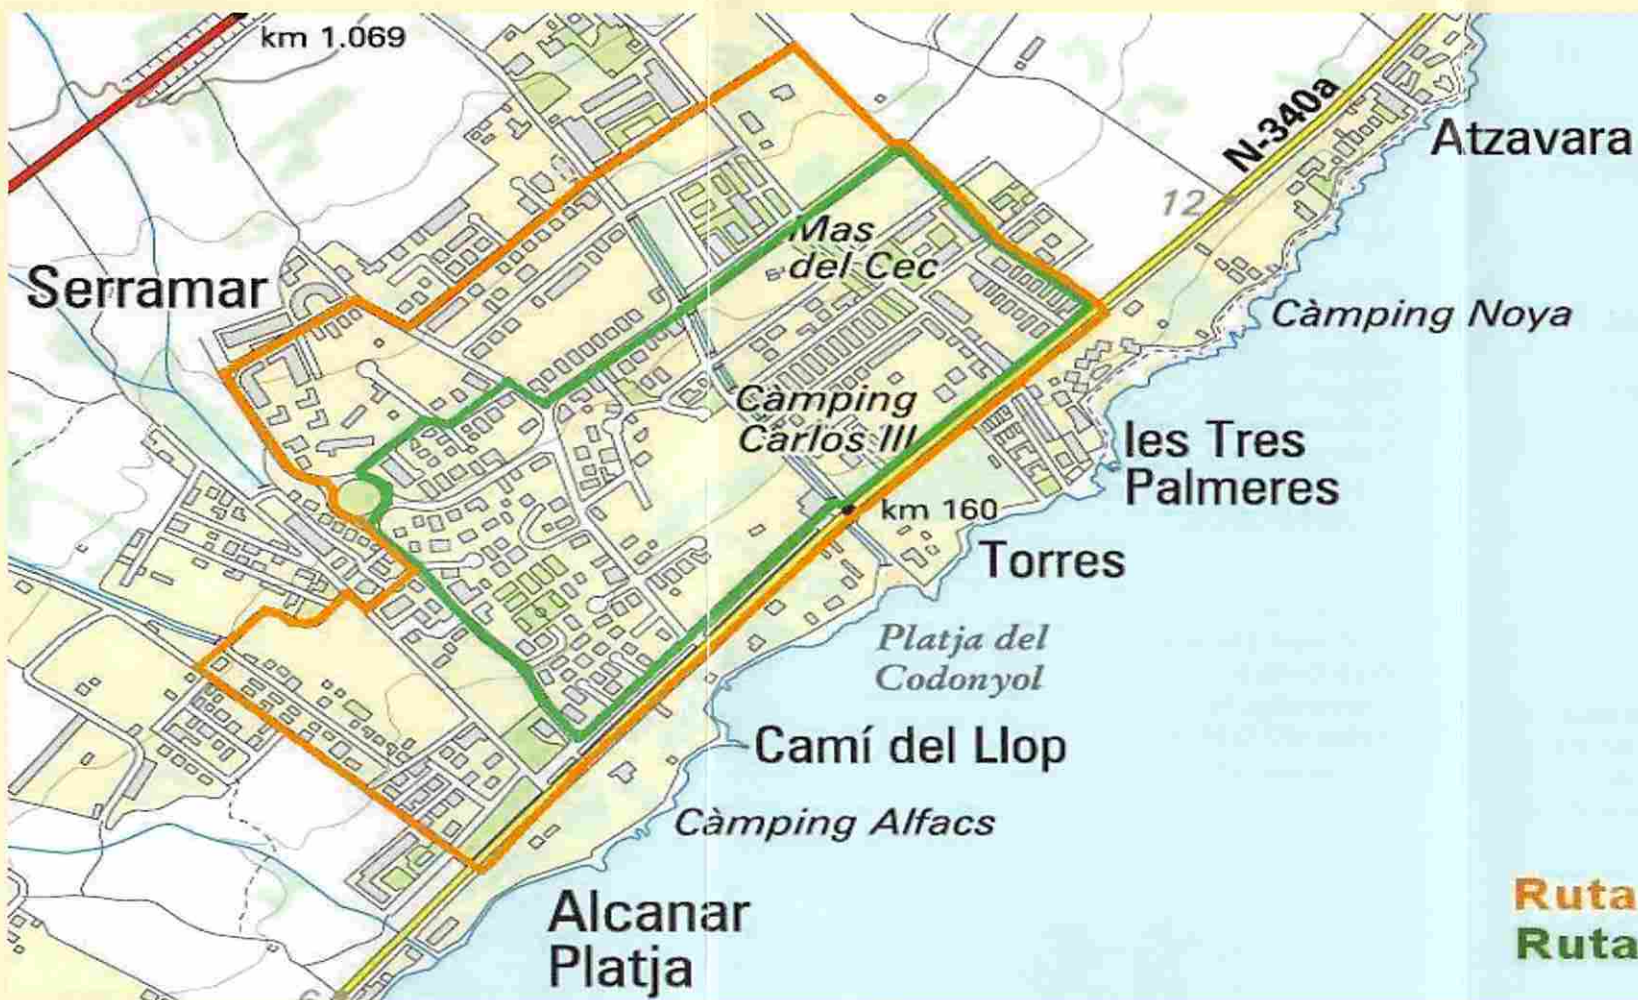 km 1.069
N-340a
Atzavara
12
Mas
del Cec
Serramar
Càmping Noya
Càmping
Carlos III
les Tres
Palmeres
km 160
Torres
Platja del
Codonyol
Camí del Llop
Càmping Alfacs
Ruta
Alcanar
Ruta
Platja